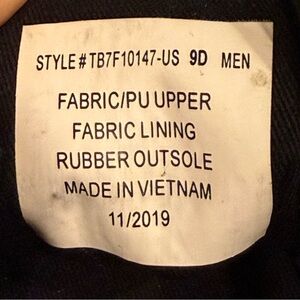 STYLE # TB7F10147-US 9D MEN
FABRIC/PU UPPER
FABRIC LINING
RUBBER OUTSOLE
MADE IN VIETNAM
11/2019